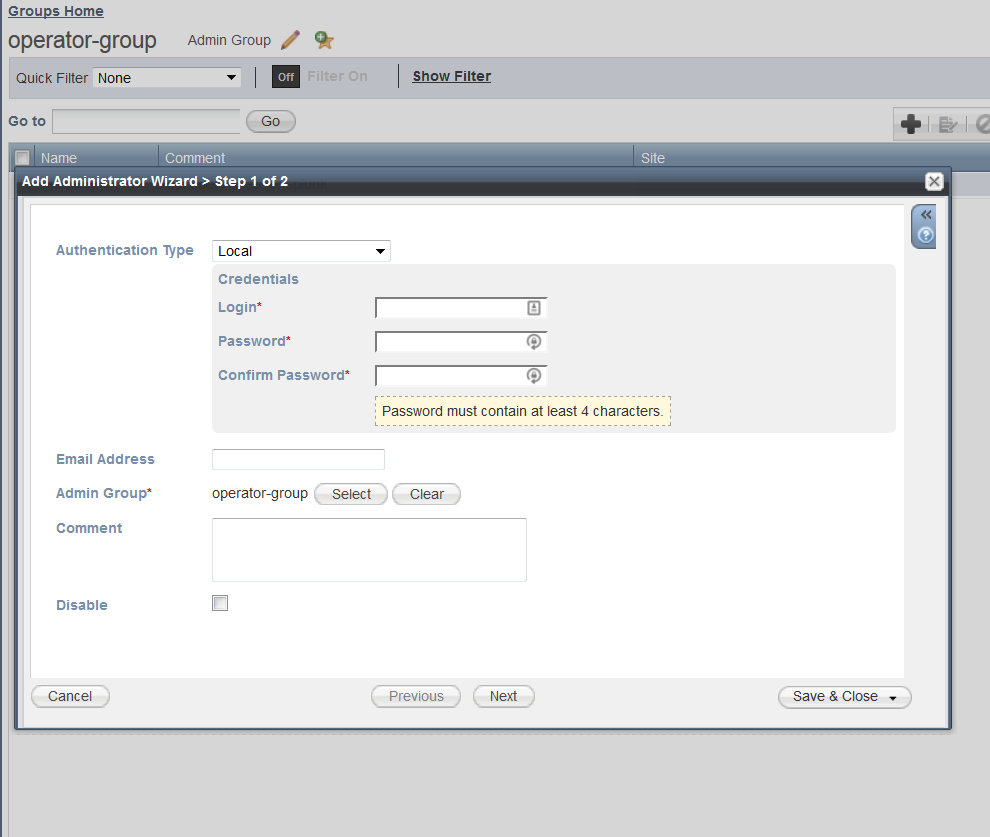 Groups Home
operator-group Admin Group
Quick Filter None Off Filter On Show Filter
Go to Go
Name Comment Site
Add Administrator Wizard > Step 1 of 2
Authentication Type Local
Credentials
Login*
Password*
Confirm Password*
Password must contain at least 4 characters.
Email Address
Admin Group* operator-group Select Clear
Comment
Disable
Cancel Previous Next Save & Close